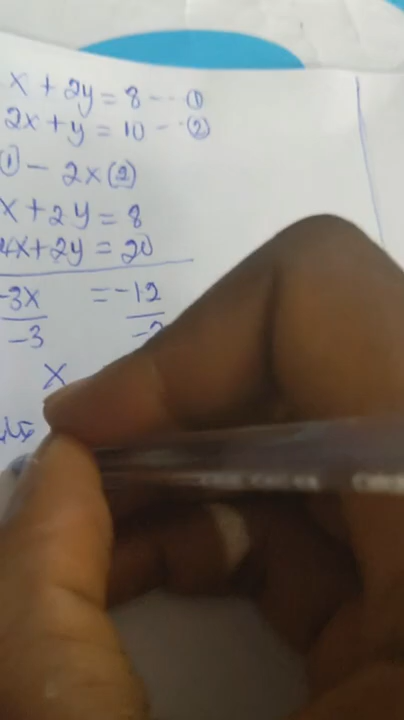 x + 2y = 8 -- ①
2x + y = 10 -- ②
① - 2x②
x + 2y = 8
4x + 2y = 20
-3x = -12
-3
x